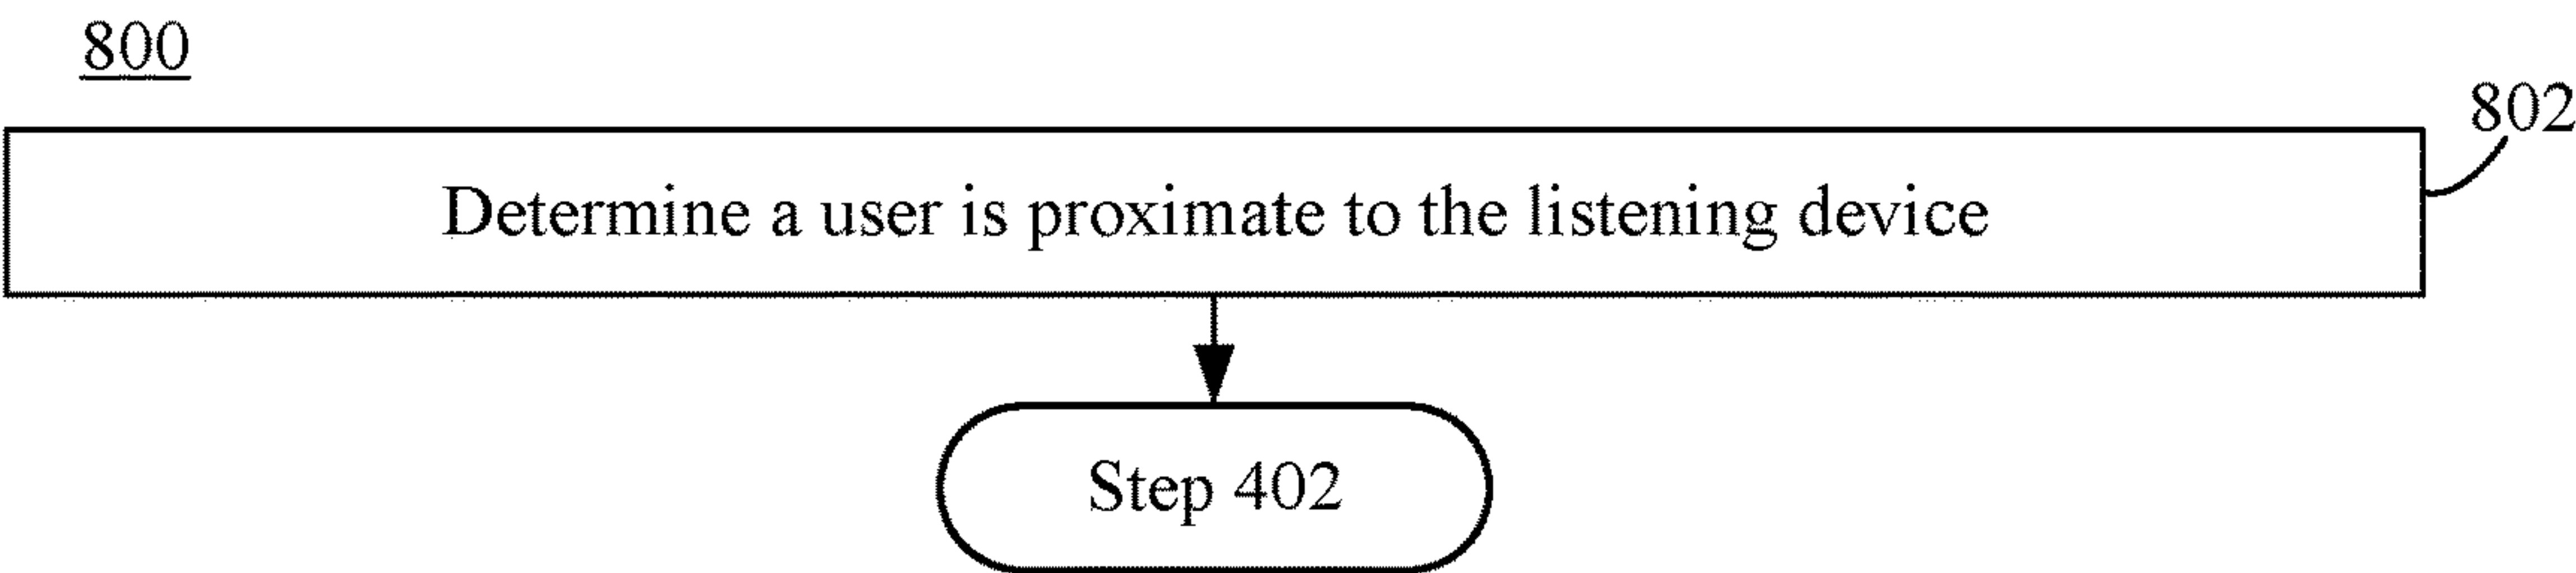 800
802
Determine a user is proximate to the listening device
Step 402